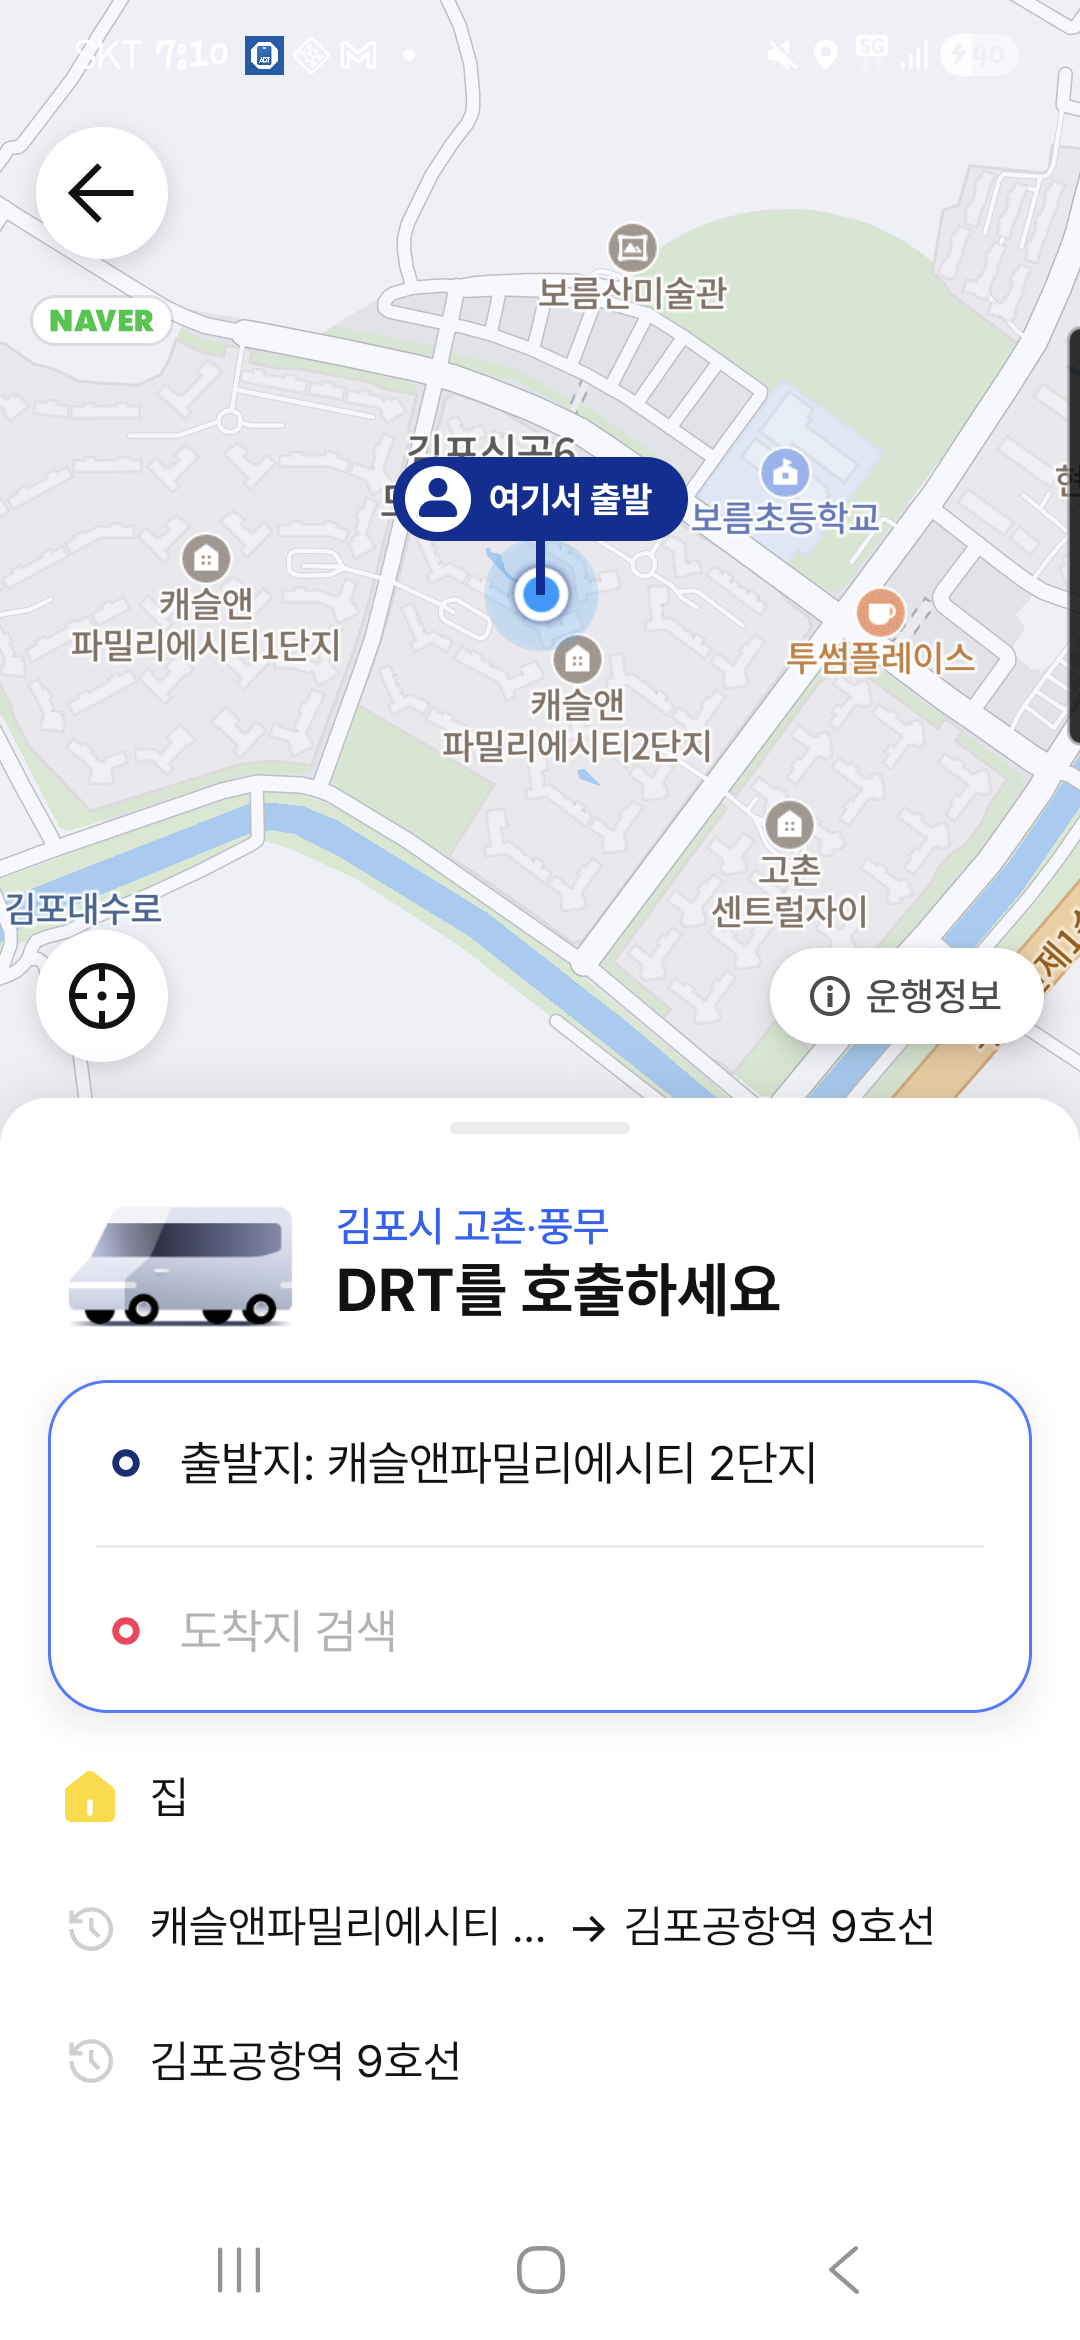 SKT 7:10
5G
40
NAVER
보름산미술관
보름초등학교
여기서 출발
캐슬앤
파밀리에시티1단지
투썸플레이스
캐슬앤
파밀리에시티2단지
고촌
센트럴자이
김포대수로
운행정보
김포시 고촌·풍무
DRT를 호출하세요
출발지: 캐슬앤파밀리에시티 2단지
도착지 검색
집
캐슬앤파밀리에시티 ... → 김포공항역 9호선
김포공항역 9호선